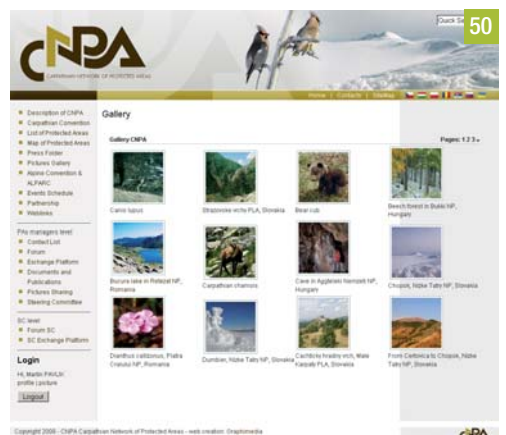 50
Quick Se
CNPA
CARPATHIAN NETWORK OF PROTECTED AREAS
Home | Contacts | SiteMap
Description of CNPA
Carpathian Convention
List of Protected Areas
Map of Protected Areas
Press Folder
Pictures Gallery
Alpine Convention &
ALPARC
Events Schedule
Partnership
Weblinks
PAs managers level
Contact List
Forum
Exchange Platform
Documents and
Publications
Pictures Sharing
Steering Committee
SC level
Forum SC
SC Exchange Platform
Login
Hi, Martin PAVLIK
profile | picture
Logout
Gallery
Gallery CNPA
Pages: 1 2 3 »
Canis lupus
Strazovske vrchy PLA, Slovakia
Bear cub
Beech forest in Bukki NP,
Hungary
Bucura lake in Retezat NP,
Romania
Carpathian chamois
Cave in Aggteleki Nemzeti NP,
Hungary
Chopok, Nizke Tatry NP, Slovakia
Dianthus callizonus, Piatra
Craiului NP, Romania
Dumbier, Nizke Tatry NP, Slovakia
Cachticky hradny vrch, Male
Karpaty PLA, Slovakia
From Certovica to Chopok, Nizke
Tatry NP, Slovakia
Copyright 2008 - CNPA Carpathian Network of Protected Areas - web creation: Graphomedia